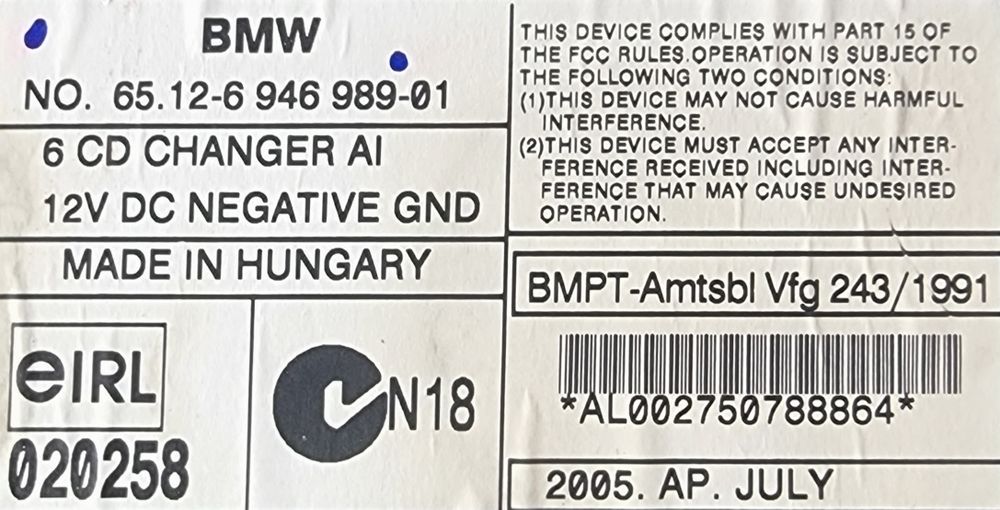 BMW
NO. 65.12-6 946 989-01
6 CD CHANGER AI
12V DC NEGATIVE GND
MADE IN HUNGARY
eIRL
020258
N18
THIS DEVICE COMPLIES WITH PART 15 OF
THE FCC RULES.OPERATION IS SUBJECT TO
THE FOLLOWING TWO CONDITIONS:
(1)THIS DEVICE MAY NOT CAUSE HARMFUL
INTERFERENCE.
(2)THIS DEVICE MUST ACCEPT ANY INTER-
FERENCE RECEIVED INCLUDING INTER-
FERENCE THAT MAY CAUSE UNDESIRED
OPERATION.
BMPT-Amtsbl Vfg 243/1991
*AL002750788864*
2005. AP. JULY